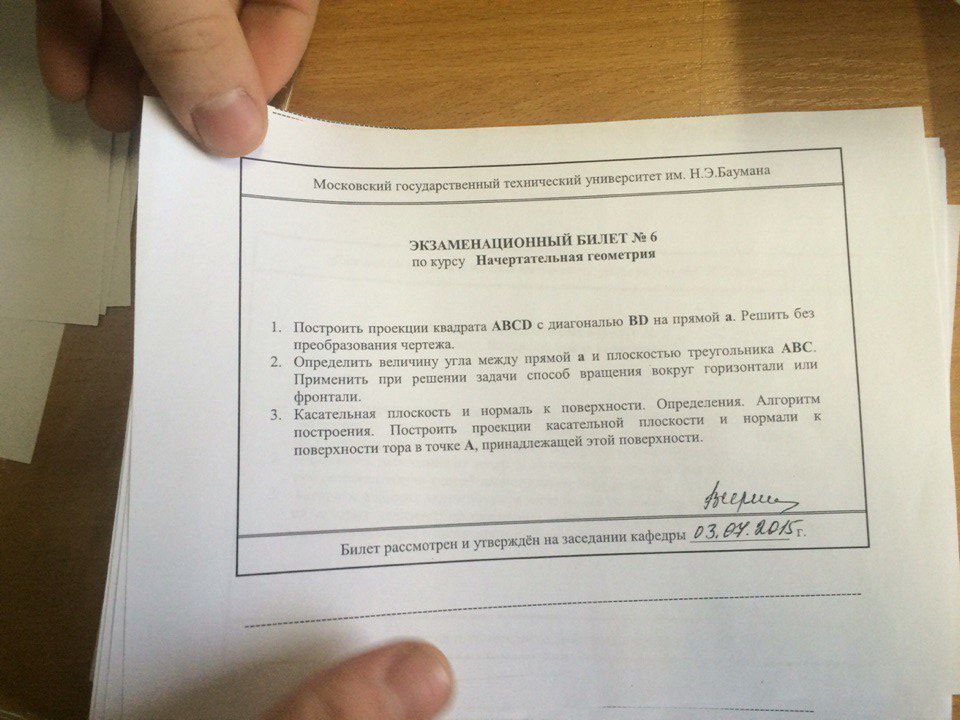 Московский государственный технический университет им. Н.Э.Баумана
ЭКЗАМЕНАЦИОННЫЙ БИЛЕТ № 6
по курсу Начертательная геометрия
1. Построить проекции квадрата ABCD с диагональю BD на прямой a. Решить без
преобразования чертежа.
2. Определить величину угла между прямой a и плоскостью треугольника ABC.
Применить при решении задачи способ вращения вокруг горизонтали или
фронтали.
3. Касательная плоскость и нормаль к поверхности. Определения. Алгоритм
построения. Построить проекции касательной плоскости и нормали к
поверхности тора в точке A, принадлежащей этой поверхности.
Билет рассмотрен и утверждён на заседании кафедры 03.07.2015 г.